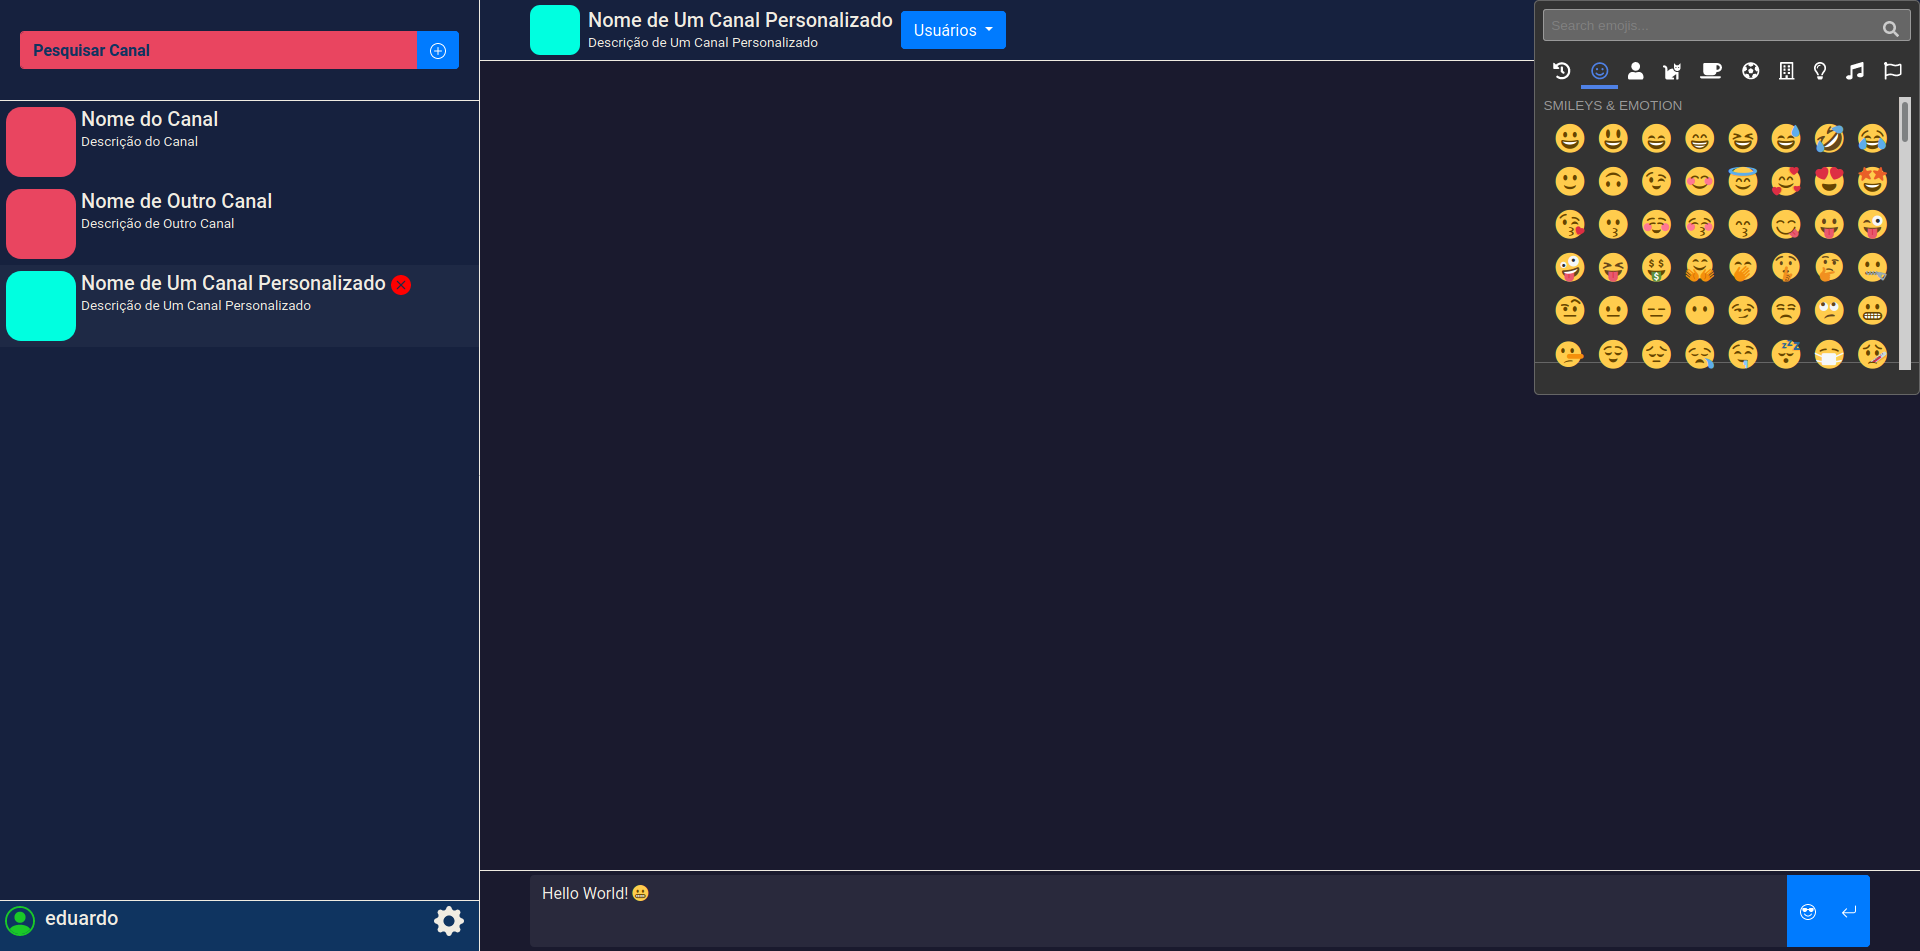 Pesquisar Canal
Nome do Canal
Descrição do Canal
Nome de Outro Canal
Descrição de Outro Canal
Nome de Um Canal Personalizado
Descrição de Um Canal Personalizado
eduardo
Nome de Um Canal Personalizado
Descrição de Um Canal Personalizado
Usuários
Search emojis...
SMILEYS & EMOTION
Hello World! 😬